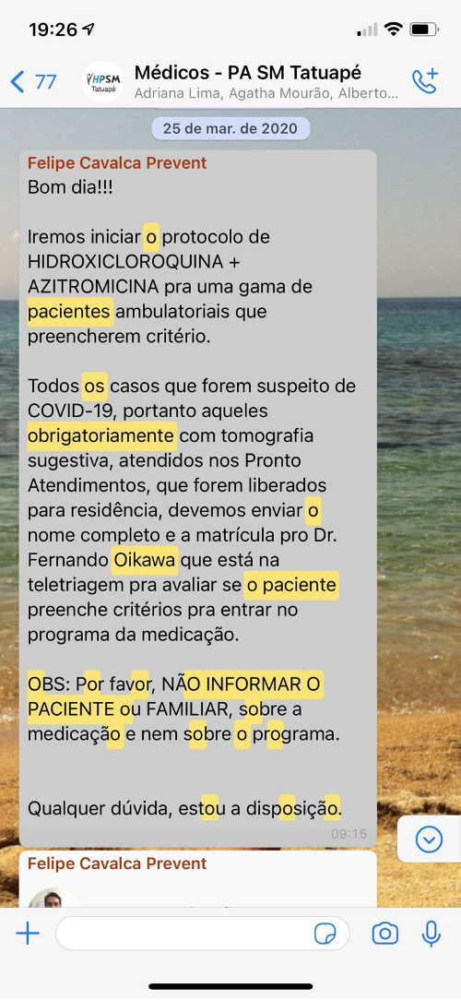 19:26
77
HPSM
Tatuapé
Médicos - PA SM Tatuapé
Adriana Lima, Agatha Mourão, Alberto...
25 de mar. de 2020
Felipe Cavalca Prevent
Bom dia!!!
Iremos iniciar o protocolo de
HIDROXICLOROQUINA +
AZITROMICINA pra uma gama de
pacientes ambulatoriais que
preencherem critério.
Todos os casos que forem suspeito de
COVID-19, portanto aqueles
obrigatoriamente com tomografia
sugestiva, atendidos nos Pronto
Atendimentos, que forem liberados
para residência, devemos enviar o
nome completo e a matrícula pro Dr.
Fernando Oikawa que está na
teletriagem pra avaliar se o paciente
preenche critérios pra entrar no
programa da medicação.
OBS: Por favor, NÃO INFORMAR O
PACIENTE ou FAMILIAR, sobre a
medicação e nem sobre o programa.
Qualquer dúvida, estou a disposição.
09:15
Felipe Cavalca Prevent